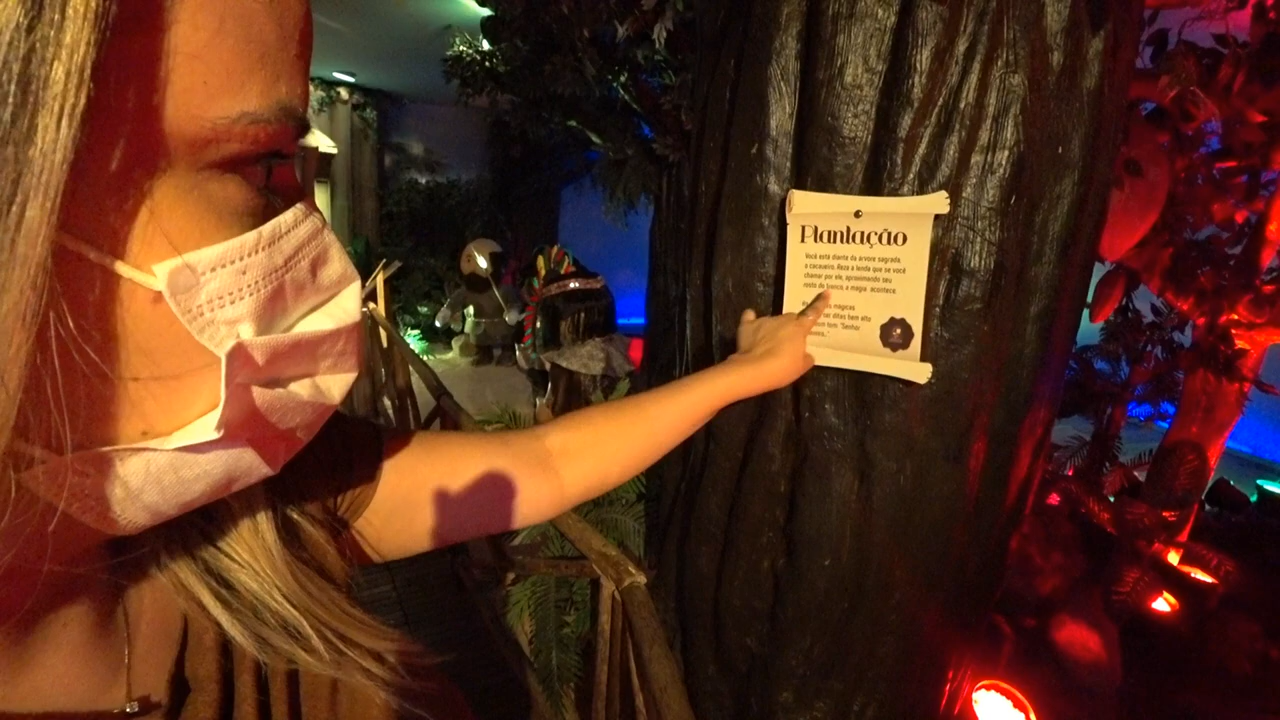 Plantação
Você está diante da árvore sagrada,
o cacaueiro. Reza a lenda que se você
chamar por ele, aproximando seu
rosto do tronco, a magia acontece.
mágicas
ditas bem alto
tom: "Senhor